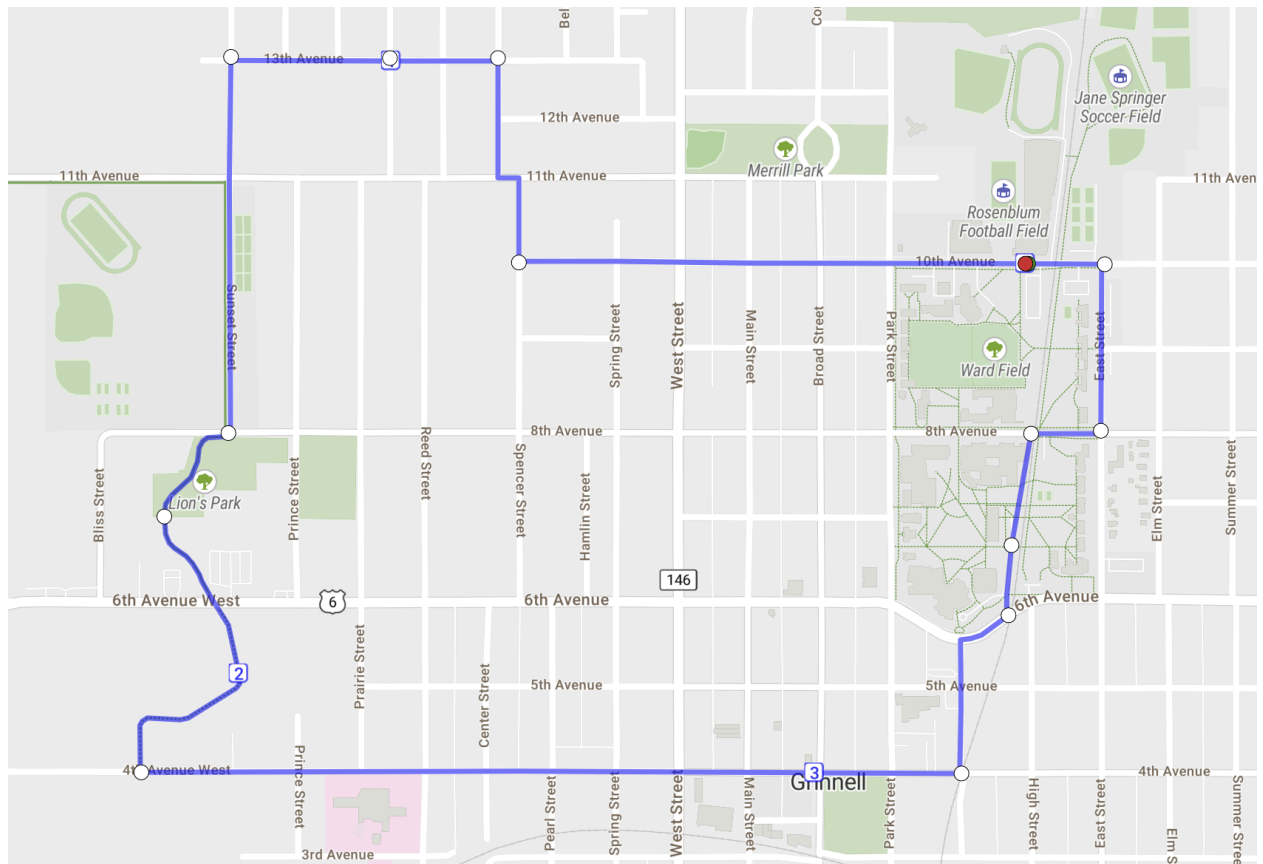 Bel
Co
13th Avenue
Jane Springer
Soccer Field
12th Avenue
Merrill Park
11th Avenue
11th Avenue
11th Aven
Rosenblum
Football Field
10th Avenue
Sunset Street
Spring Street
West Street
Main Street
Broad Street
Park Street
East Street
Ward Field
8th Avenue
8th Avenue
Bliss Street
Lion's Park
Prince Street
Reed Street
Spencer Street
Hamlin Street
Elm Street
Summer Street
146
6th Avenue West
6
6th Avenue
6th Avenue
2
Prairie Street
Center Street
5th Avenue
5th Avenue
4th Avenue West
3
4th Avenue
Grinnell
Prince Street
Pearl Street
Spring Street
West Street
Main Street
Park Street
High Street
East Street
Elm S
Summer Stree
3rd Avenue